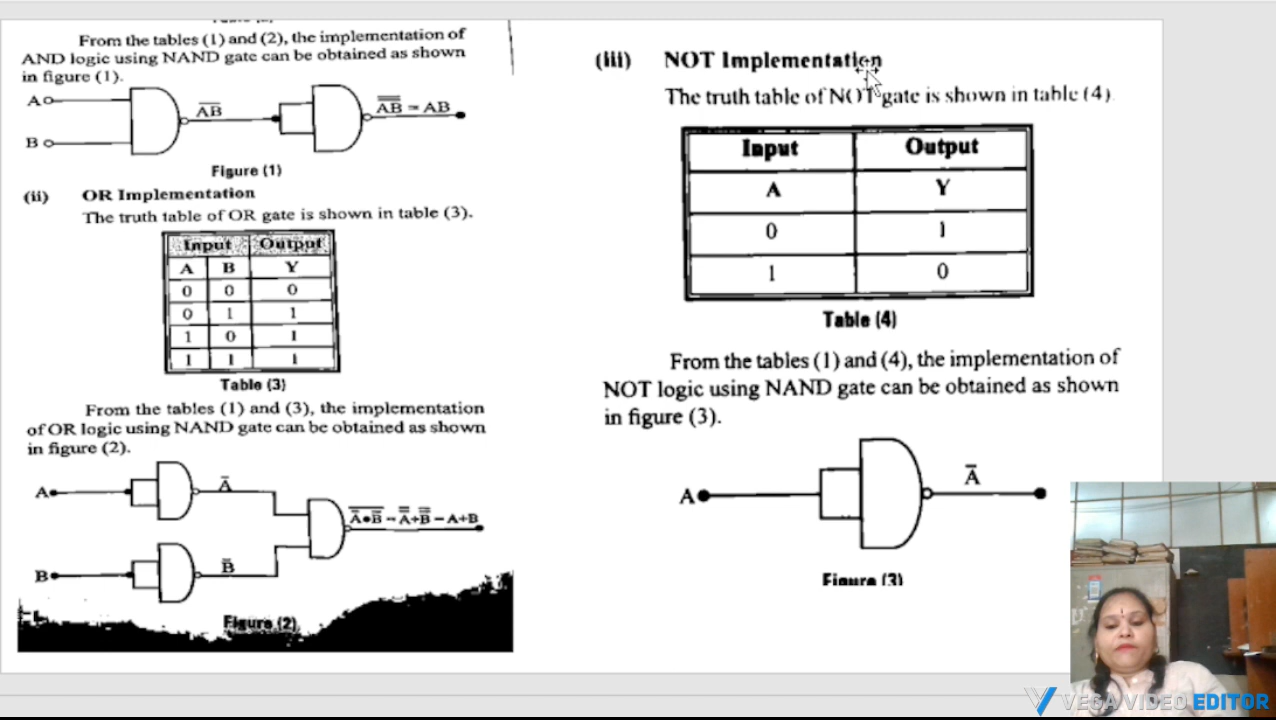 From the tables (1) and (2), the implementation of
AND logic using NAND gate can be obtained as shown
in figure (1).
A
B
A̅B̅
A̿B̿ = AB
Figure (1)
(ii) OR Implementation
The truth table of OR gate is shown in table (3).
Input Output
A B Y
0 0 0
0 1 1
1 0 1
1 1 1
Table (3)
From the tables (1) and (3), the implementation
of OR logic using NAND gate can be obtained as shown
in figure (2).
A
A̅
A̿•B̿ = A̿+B̿ = A+B
B
B̅
Figure (2)
(iii) NOT Implementation
The truth table of NOT gate is shown in table (4).
Input Output
A Y
0 1
1 0
Table (4)
From the tables (1) and (4), the implementation of
NOT logic using NAND gate can be obtained as shown
in figure (3).
A
A̅
Figure (3)
VEGA VIDEO EDITOR